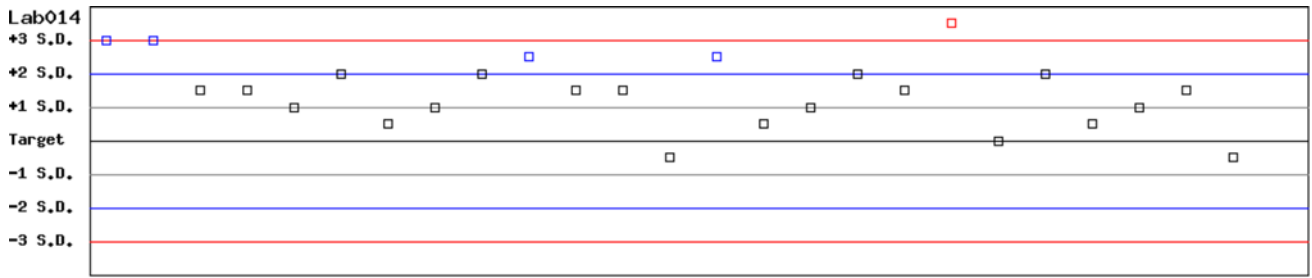 Lab014
+3 S.D.
+2 S.D.
+1 S.D.
Target
-1 S.D.
-2 S.D.
-3 S.D.